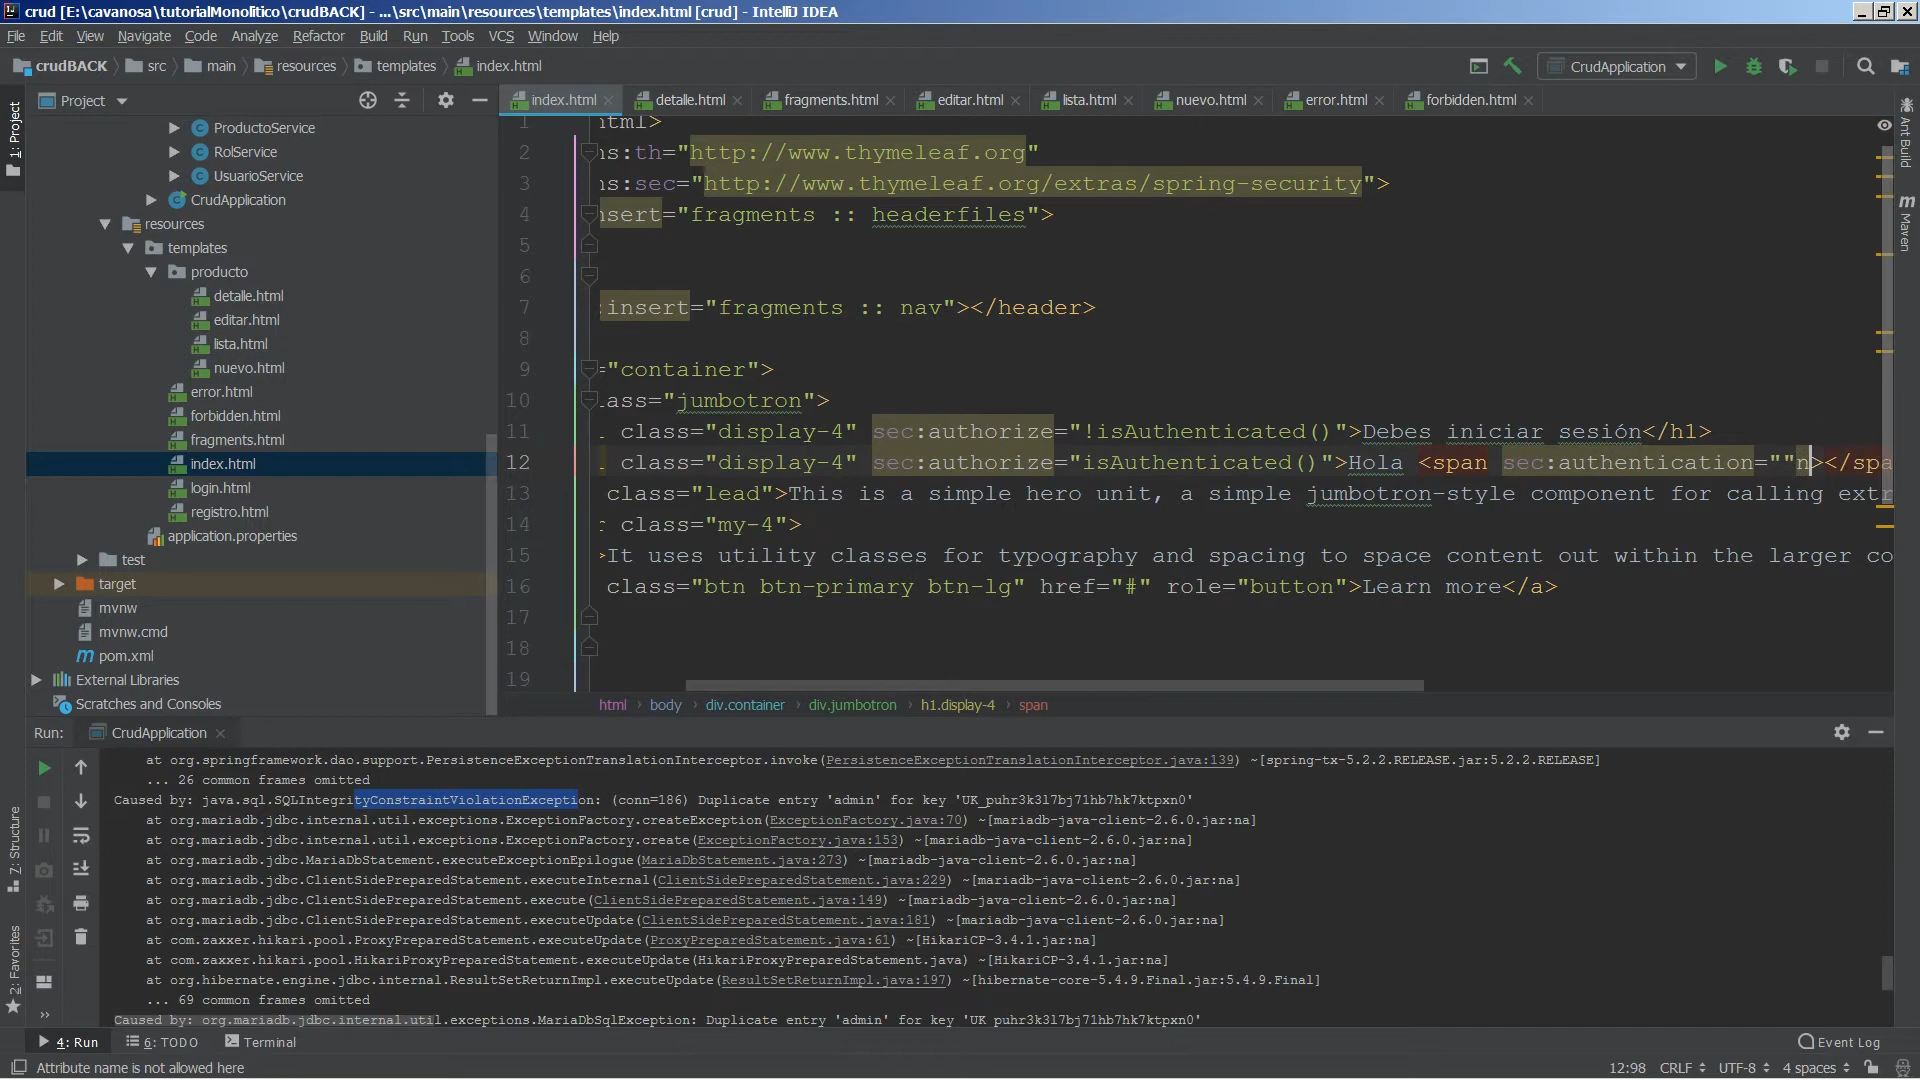 crud [E:\cavanosa\tutorialMonolitico\crudBACK] - ...\src\main\resources\templates\index.html [crud] - IntelliJ IDEA
File Edit View Navigate Code Analyze Refactor Build Run Tools VCS Window Help
crudBACK src main resources templates index.html CrudApplication
Project
index.html detalle.html fragments.html editar.html lista.html nuevo.html error.html forbidden.html
1: Project
ProductoService
RolService
UsuarioService
CrudApplication
resources
templates
producto
detalle.html
editar.html
lista.html
nuevo.html
error.html
forbidden.html
fragments.html
index.html
login.html
registro.html
application.properties
test
target
mvnw
mvnw.cmd
pom.xml
External Libraries
Scratches and Consoles
1 html>
2 ns:th="http://www.thymeleaf.org"
3 ns:sec="http://www.thymeleaf.org/extras/spring-security">
4 nsert="fragments :: headerfiles">
5
6
7 :insert="fragments :: nav"></header>
8
9 ="container">
10 lass="jumbotron">
11 class="display-4" sec:authorize="!isAuthenticated()">Debes iniciar sesión</h1>
12 class="display-4" sec:authorize="isAuthenticated()">Hola <span sec:authentication=""n></spa
13 class="lead">This is a simple hero unit, a simple jumbotron-style component for calling extr
14 r class="my-4">
15 >It uses utility classes for typography and spacing to space content out within the larger co
16 class="btn btn-primary btn-lg" href="#" role="button">Learn more</a>
17
18
19
html body div.container div.jumbotron h1.display-4 span
Ant Build
Maven
Run: CrudApplication
at org.springframework.dao.support.PersistenceExceptionTranslationInterceptor.invoke(PersistenceExceptionTranslationInterceptor.java:139) ~[spring-tx-5.2.2.RELEASE.jar:5.2.2.RELEASE]
... 26 common frames omitted
Caused by: java.sql.SQLIntegrityConstraintViolationException: (conn=186) Duplicate entry 'admin' for key 'UK_puhr3k3l7bj71hb7hk7ktpxn0'
at org.mariadb.jdbc.internal.util.exceptions.ExceptionFactory.createException(ExceptionFactory.java:70) ~[mariadb-java-client-2.6.0.jar:na]
at org.mariadb.jdbc.internal.util.exceptions.ExceptionFactory.create(ExceptionFactory.java:153) ~[mariadb-java-client-2.6.0.jar:na]
at org.mariadb.jdbc.MariaDbStatement.executeExceptionEpilogue(MariaDbStatement.java:273) ~[mariadb-java-client-2.6.0.jar:na]
at org.mariadb.jdbc.ClientSidePreparedStatement.executeInternal(ClientSidePreparedStatement.java:229) ~[mariadb-java-client-2.6.0.jar:na]
at org.mariadb.jdbc.ClientSidePreparedStatement.execute(ClientSidePreparedStatement.java:149) ~[mariadb-java-client-2.6.0.jar:na]
at org.mariadb.jdbc.ClientSidePreparedStatement.executeUpdate(ClientSidePreparedStatement.java:181) ~[mariadb-java-client-2.6.0.jar:na]
at com.zaxxer.hikari.pool.ProxyPreparedStatement.executeUpdate(ProxyPreparedStatement.java:61) ~[HikariCP-3.4.1.jar:na]
at com.zaxxer.hikari.pool.HikariProxyPreparedStatement.executeUpdate(HikariProxyPreparedStatement.java) ~[HikariCP-3.4.1.jar:na]
at org.hibernate.engine.jdbc.internal.ResultSetReturnImpl.executeUpdate(ResultSetReturnImpl.java:197) ~[hibernate-core-5.4.9.Final.jar:5.4.9.Final]
... 69 common frames omitted
Caused by: org.mariadb.jdbc.internal.util.exceptions.MariaDbSqlException: Duplicate entry 'admin' for key 'UK_puhr3k3l7bj71hb7hk7ktpxn0'
7: Structure
2: Favorites
4: Run 6: TODO Terminal Event Log
Attribute name is not allowed here 12:98 CRLF UTF-8 4 spaces